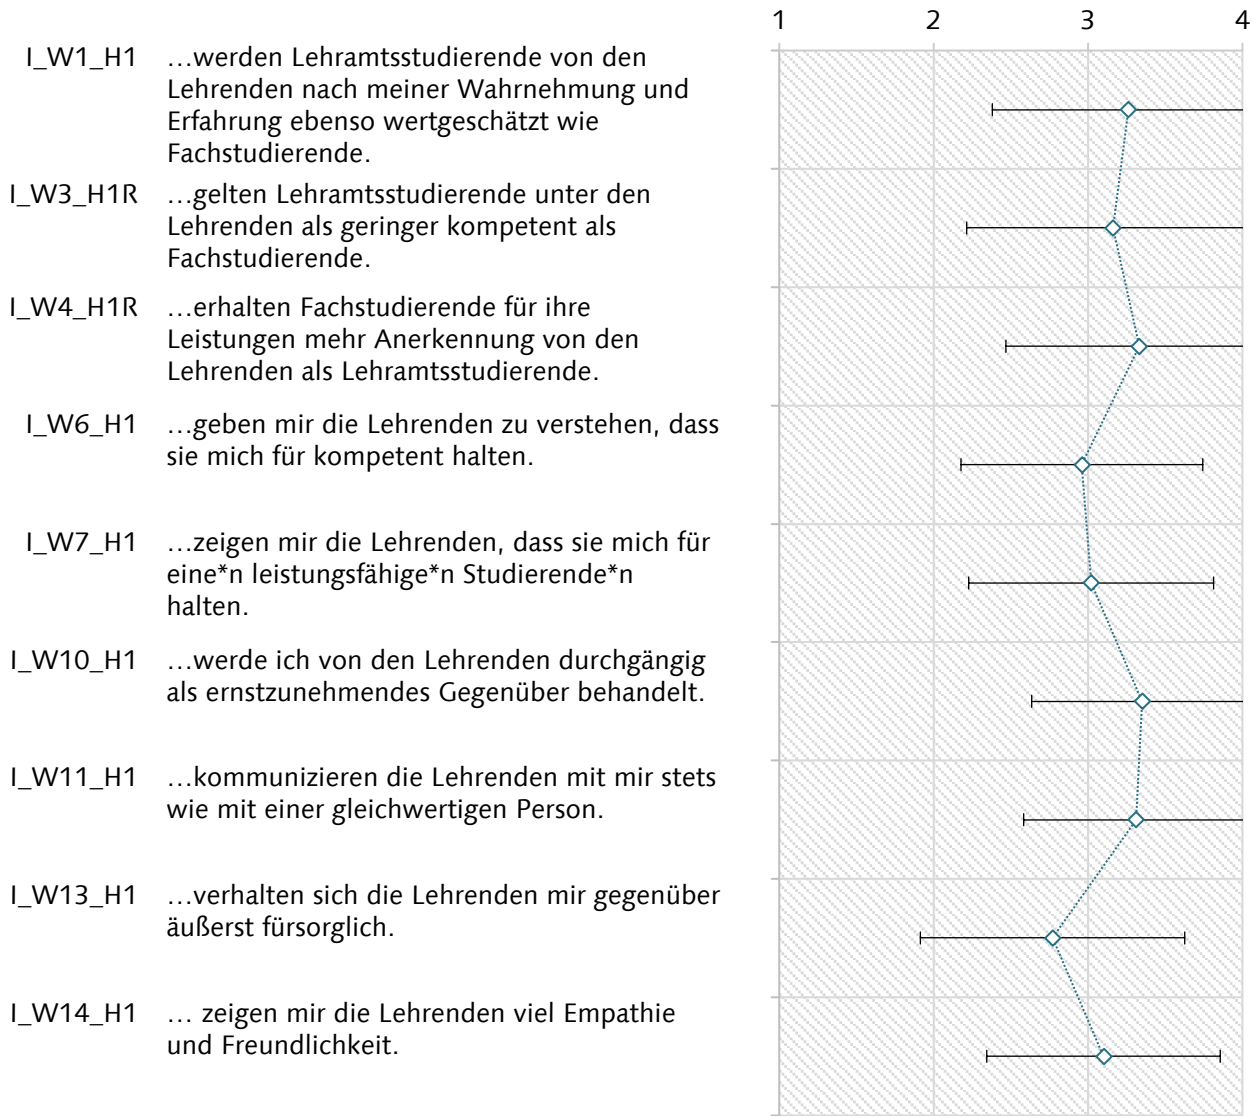 1 2 3 4
I_W1_H1 …werden Lehramtsstudierende von den
Lehrenden nach meiner Wahrnehmung und
Erfahrung ebenso wertgeschätzt wie
Fachstudierende.
I_W3_H1R …gelten Lehramtsstudierende unter den
Lehrenden als geringer kompetent als
Fachstudierende.
I_W4_H1R …erhalten Fachstudierende für ihre
Leistungen mehr Anerkennung von den
Lehrenden als Lehramtsstudierende.
I_W6_H1 …geben mir die Lehrenden zu verstehen, dass
sie mich für kompetent halten.
I_W7_H1 …zeigen mir die Lehrenden, dass sie mich für
eine*n leistungsfähige*n Studierende*n
halten.
I_W10_H1 …werde ich von den Lehrenden durchgängig
als ernstzunehmendes Gegenüber behandelt.
I_W11_H1 …kommunizieren die Lehrenden mit mir stets
wie mit einer gleichwertigen Person.
I_W13_H1 …verhalten sich die Lehrenden mir gegenüber
äußerst fürsorglich.
I_W14_H1 … zeigen mir die Lehrenden viel Empathie
und Freundlichkeit.